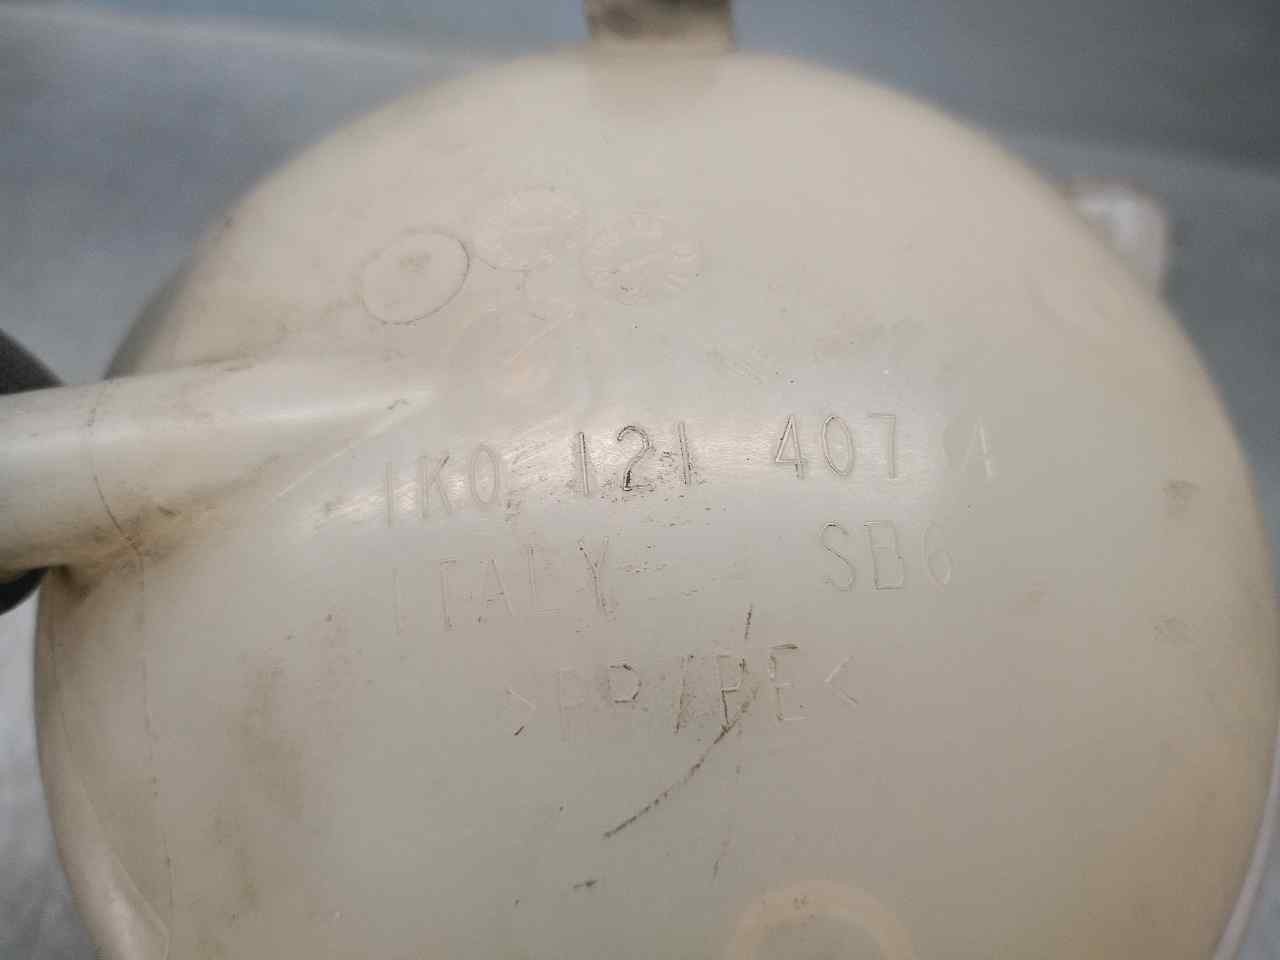 1K0 121 407 A
ITALY SB6
>PP/PE<